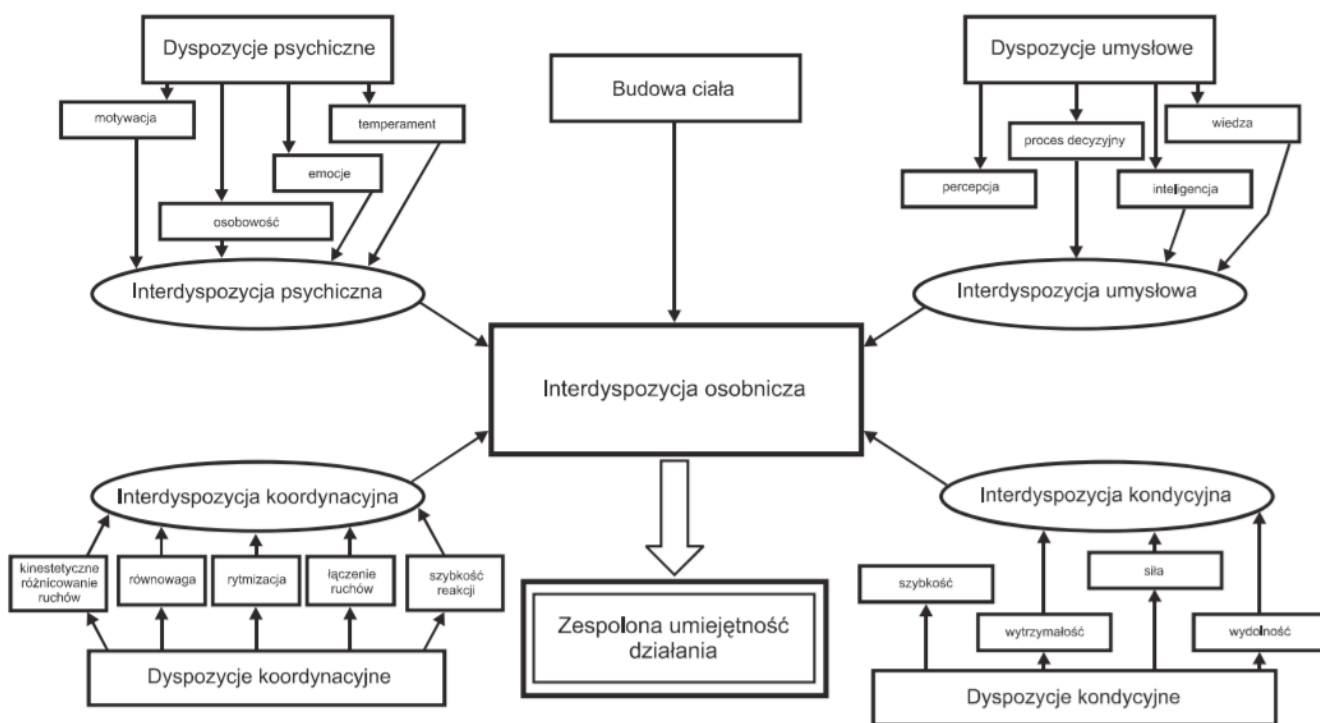 Dyspozycje psychiczne
Budowa ciała
Dyspozycje umysłowe
motywacja
temperament
emocje
osobowość
wiedza
proces decyzyjny
percepcja
inteligencja
Interdyspozycja psychiczna
Interdyspozycja umysłowa
Interdyspozycja osobnicza
Interdyspozycja koordynacyjna
Interdyspozycja kondycyjna
kinestetyczne
różnicowanie
ruchów
równowaga
rytmizacja
łączenie
ruchów
szybkość
reakcji
szybkość
siła
wytrzymałość
wydolność
Zespolona umiejętność
działania
Dyspozycje koordynacyjne
Dyspozycje kondycyjne